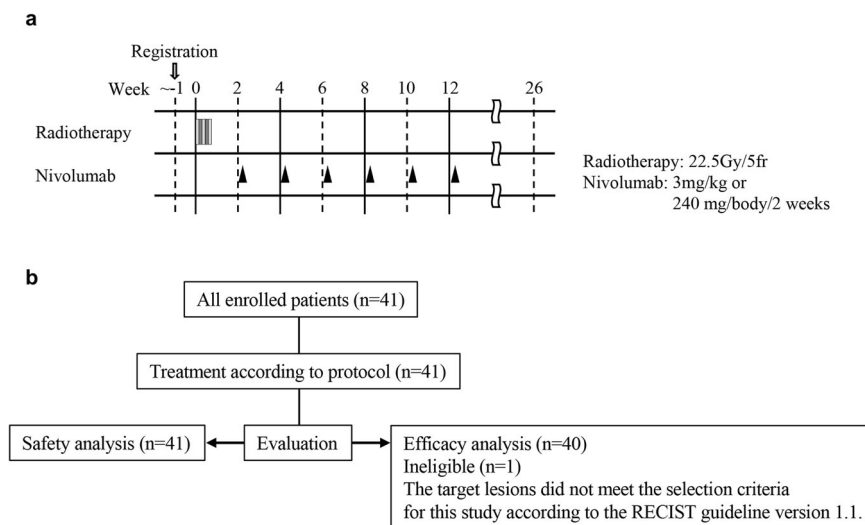 a
Registration
Week ~-1 0 2 4 6 8 10 12 26
Radiotherapy
Nivolumab
Radiotherapy: 22.5Gy/5fr
Nivolumab: 3mg/kg or
240 mg/body/2 weeks
b
All enrolled patients (n=41)
Treatment according to protocol (n=41)
Safety analysis (n=41)
Evaluation
Efficacy analysis (n=40)
Ineligible (n=1)
The target lesions did not meet the selection criteria
for this study according to the RECIST guideline version 1.1.